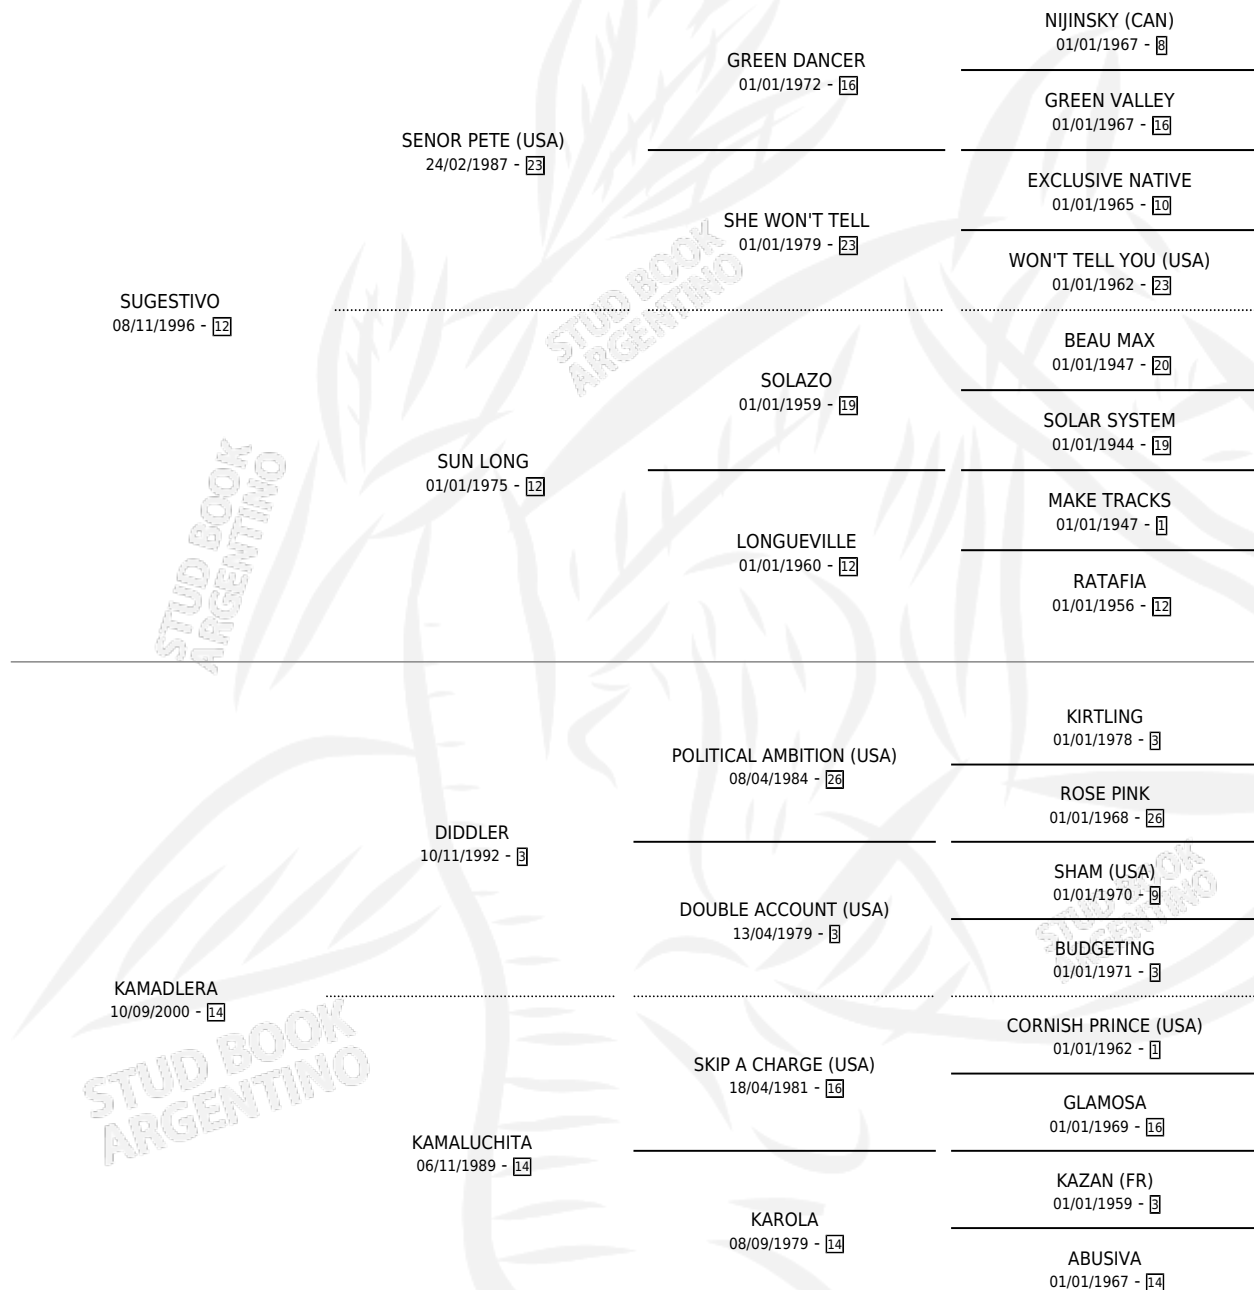 NIJINSKY (CAN)
01/01/1967 - 8
GREEN DANCER
01/01/1972 - 16
GREEN VALLEY
01/01/1967 - 16
SENOR PETE (USA)
24/02/1987 - 23
EXCLUSIVE NATIVE
01/01/1965 - 10
SHE WON'T TELL
01/01/1979 - 23
WON'T TELL YOU (USA)
01/01/1962 - 23
SUGESTIVO
08/11/1996 - 12
BEAU MAX
01/01/1947 - 20
SOLAZO
01/01/1959 - 19
SOLAR SYSTEM
01/01/1944 - 19
SUN LONG
01/01/1975 - 12
MAKE TRACKS
01/01/1947 - 1
LONGUEVILLE
01/01/1960 - 12
RATAFIA
01/01/1956 - 12
KIRTLING
01/01/1978 - 3
POLITICAL AMBITION (USA)
08/04/1984 - 26
ROSE PINK
01/01/1968 - 26
DIDDLER
10/11/1992 - 3
SHAM (USA)
01/01/1970 - 9
DOUBLE ACCOUNT (USA)
13/04/1979 - 3
BUDGETING
01/01/1971 - 3
KAMADLERA
10/09/2000 - 14
CORNISH PRINCE (USA)
01/01/1962 - 1
SKIP A CHARGE (USA)
18/04/1981 - 16
GLAMOSA
01/01/1969 - 16
KAMALUCHITA
06/11/1989 - 14
KAZAN (FR)
01/01/1959 - 3
KAROLA
08/09/1979 - 14
ABUSIVA
01/01/1967 - 14
STUD BOOK
ARGENTINO
STUD BOOK
ARGENTINO
STUD BOOK
ARGENTINO
STUD BOOK
ARGENTINO